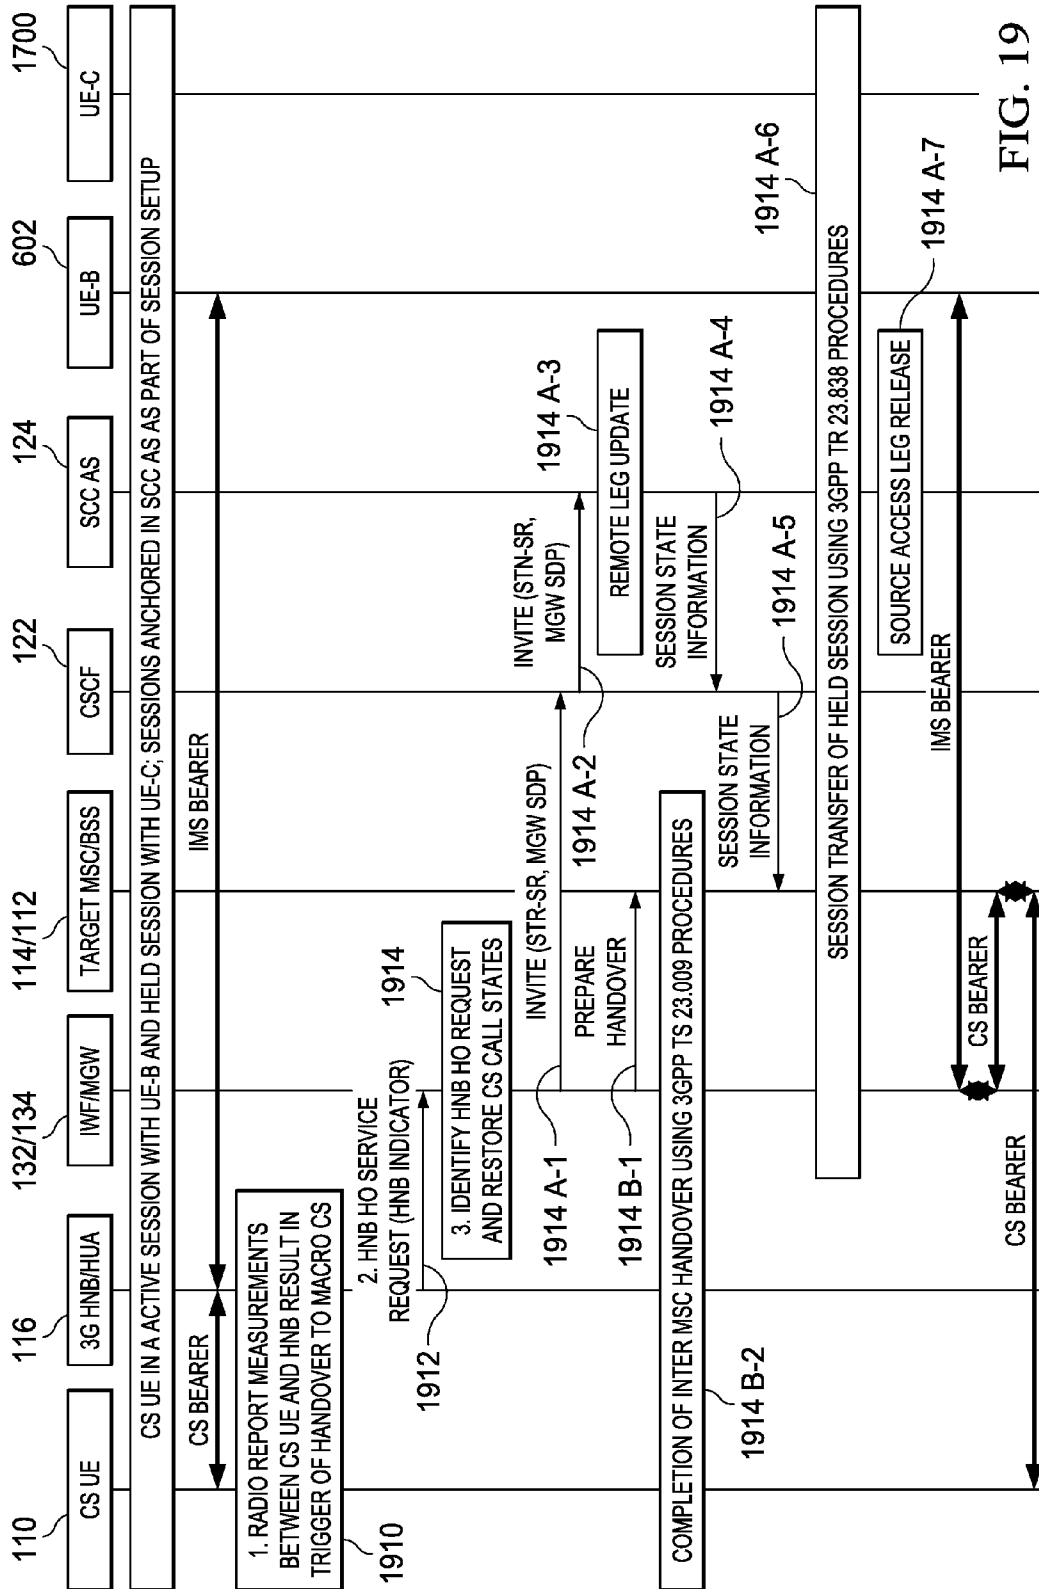 110
116
132/134
114/112
122
124
602
1700
CS UE
3G HNB/HUA
IWF/MGW
TARGET MSC/BSS
CSCF
SCC AS
UE-B
UE-C
CS UE IN A ACTIVE SESSION WITH UE-B AND HELD SESSION WITH UE-C; SESSIONS ANCHORED IN SCC AS AS PART OF SESSION SETUP
CS BEARER
IMS BEARER
1. RADIO REPORT MEASUREMENTS
BETWEEN CS UE AND HNB RESULT IN
TRIGGER OF HANDOVER TO MACRO CS
1910
2. HNB HO SERVICE
REQUEST (HNB INDICATOR)
1912
1914
3. IDENTIFY HNB HO REQUEST
AND RESTORE CS CALL STATES
INVITE (STR-SR, MGW SDP)
1914 A-1
INVITE (STN-SR,
MGW SDP)
1914 A-2
PREPARE
HANDOVER
1914 B-1
1914 A-3
REMOTE LEG UPDATE
COMPLETION OF INTER MSC HANDOVER USING 3GPP TS 23.009 PROCEDURES
1914 B-2
SESSION STATE
INFORMATION
1914 A-4
SESSION STATE
INFORMATION
1914 A-5
SESSION TRANSFER OF HELD SESSION USING 3GPP TR 23.838 PROCEDURES
1914 A-6
SOURCE ACCESS LEG RELEASE
1914 A-7
IMS BEARER
CS BEARER
CS BEARER
FIG. 19